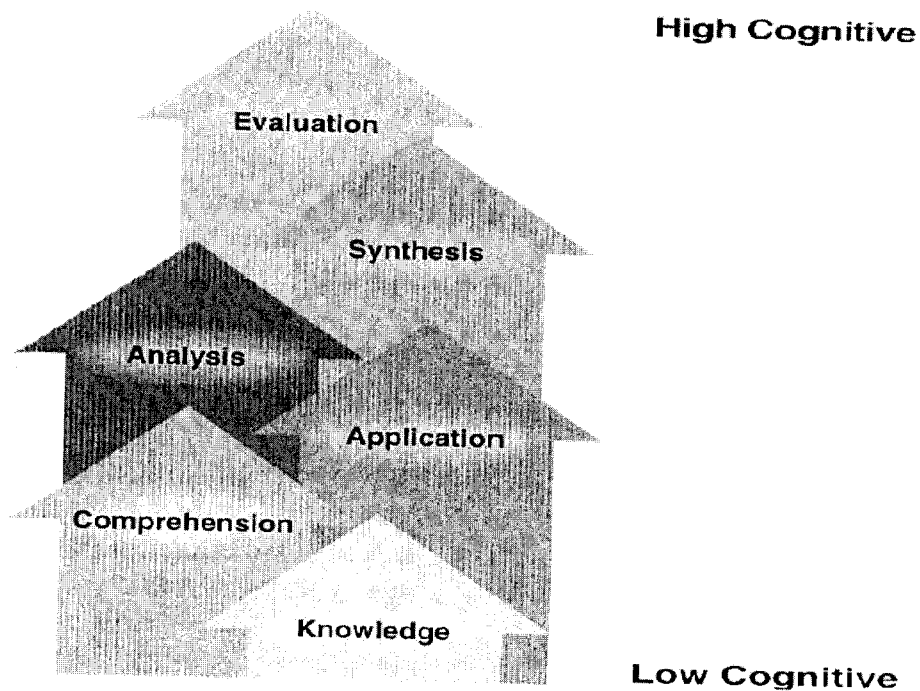 High Cognitive
Evaluation
Synthesis
Analysis
Application
Comprehension
Knowledge
Low Cognitive